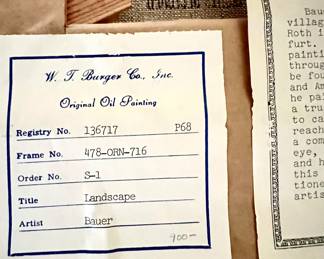 W. T. Burger Co., Inc.
Original Oil Painting
Registry No. 136717 P68
Frame No. 478-ORN-716
Order No. S-1
Title Landscape
Artist Bauer
900-
Bau
villag
Roth i
furt.
painti
throug
be fou
and Am
he pa
a tru
to ca
reach
a com
eye,
and h
this
tione
artis